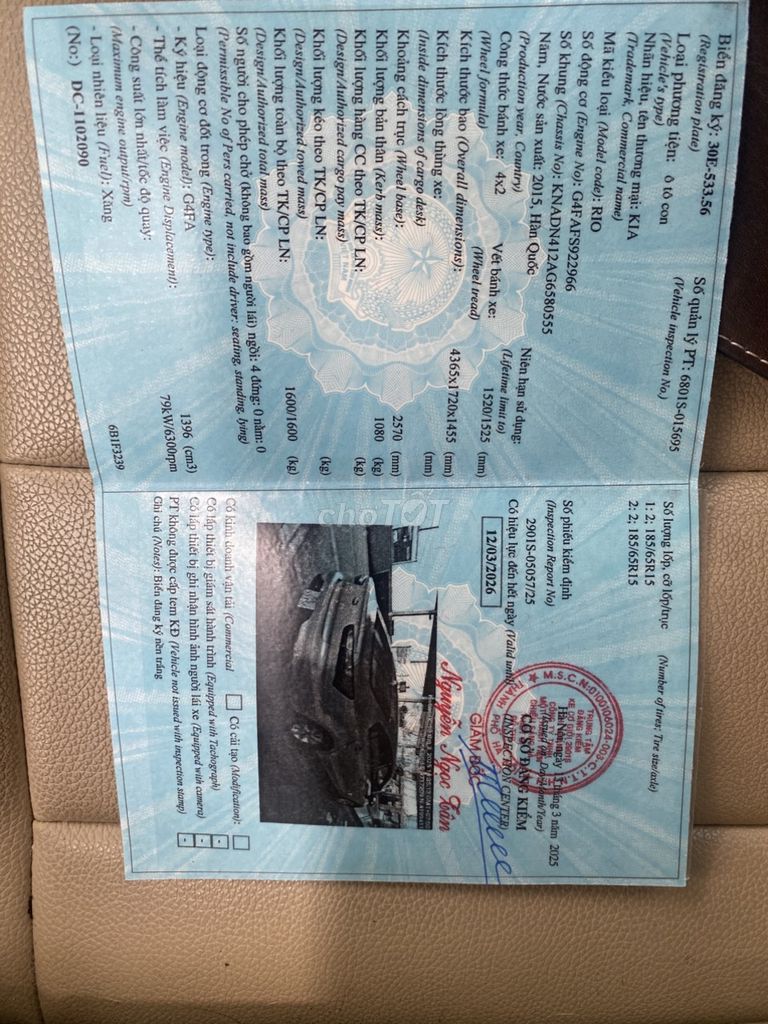 Biển đăng ký: 30E-533.56
(Registration plate)
Số quản lý PT: 6801S-015695
(Vehicle inspection No.)
Loại phương tiện: ô tô con
(Vehicle's type)
Nhãn hiệu, tên thương mại: KIA
(Trademark, Commercial name)
Mã kiểu loại (Model code): RIO
Số động cơ (Engine No): G4FAFS922966
Số khung (Chassis No): KNADN412AG6580555
Năm, Nước sản xuất: 2015, Hàn Quốc
(Production year, Country)
Niên hạn sử dụng:
(Lifetime limit to)
Công thức bánh xe: 4x2
(Wheel formula)
Vết bánh xe: 1520/1525 (mm)
(Wheel tread)
Kích thước bao (Overall dimensions): 4365x1720x1455 (mm)
Kích thước lòng thùng xe: (mm)
(Inside dimensions of cargo desk)
Khoảng cách trục (Wheel base): 2570 (mm)
Khối lượng bản thân (Kerb mass): 1080 (kg)
Khối lượng hàng CC theo TK/CP LN: (kg)
(Design/Authorized cargo pay mass)
Khối lượng kéo theo TK/CP LN: (kg)
(Design/Authorized towed mass)
Khối lượng toàn bộ theo TK/CP LN: 1600/1600 (kg)
(Design/Authorized total mass)
Số người cho phép chở (không bao gồm người lái) ngồi: 4 đứng: 0 nằm: 0
(Permissible No of Pers carried, not include driver: seating, standing, lying)
Loại động cơ đốt trong (Engine type):
- Ký hiệu (Engine model): G4FA
- Thể tích làm việc (Engine Displacement): 1396 (cm3)
- Công suất lớn nhất/tốc độ quay: 79kW/6300rpm
(Maximum engine output/rpm)
- Loại nhiên liệu (Fuel): Xăng
(No:) DC-1102090
6B1F3239
Số lượng lốp, cỡ lốp/trục (Number of tires; Tire size/axle)
1: 2; 185/65R15
2: 2; 185/65R15
Số phiếu kiểm định
(Inspection Report No)
2901S-05057/25
Có hiệu lực đến hết ngày (Valid until)
12/03/2026
tháng 3 năm 2025
CƠ SỞ ĐĂNG KIỂM
(INSPECTION CENTER)
M.S.C.N:0100106024-003-C.T.T.N
TRUNG TÂM
ĐĂNG KIỂM
GIÁM ĐỐC
Nguyễn Ngọc Tân
Có kinh doanh vận tải (Commercial
Có cải tạo (Modification):
Có lắp thiết bị giám sát hành trình (Equipped with Tachograph)
Có lắp thiết bị ghi nhận hình ảnh người lái xe (Equipped with camera)
PT không được cấp tem KĐ (Vehicle not issued with inspection stamp)
Ghi chú (Notes): Biển đăng ký nền trắng
chợTỐT